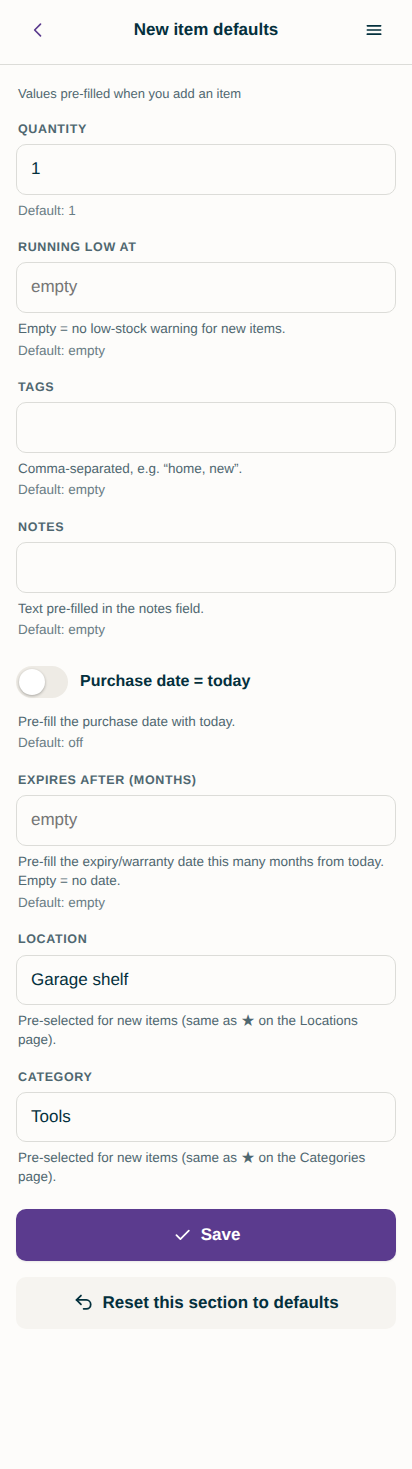 New item defaults
Values pre-filled when you add an item
QUANTITY
1
Default: 1
RUNNING LOW AT
empty
Empty = no low-stock warning for new items.
Default: empty
TAGS
Comma-separated, e.g. “home, new”.
Default: empty
NOTES
Text pre-filled in the notes field.
Default: empty
Purchase date = today
Pre-fill the purchase date with today.
Default: off
EXPIRES AFTER (MONTHS)
empty
Pre-fill the expiry/warranty date this many months from today.
Empty = no date.
Default: empty
LOCATION
Garage shelf
Pre-selected for new items (same as ★ on the Locations
page).
CATEGORY
Tools
Pre-selected for new items (same as ★ on the Categories
page).
Save
Reset this section to defaults